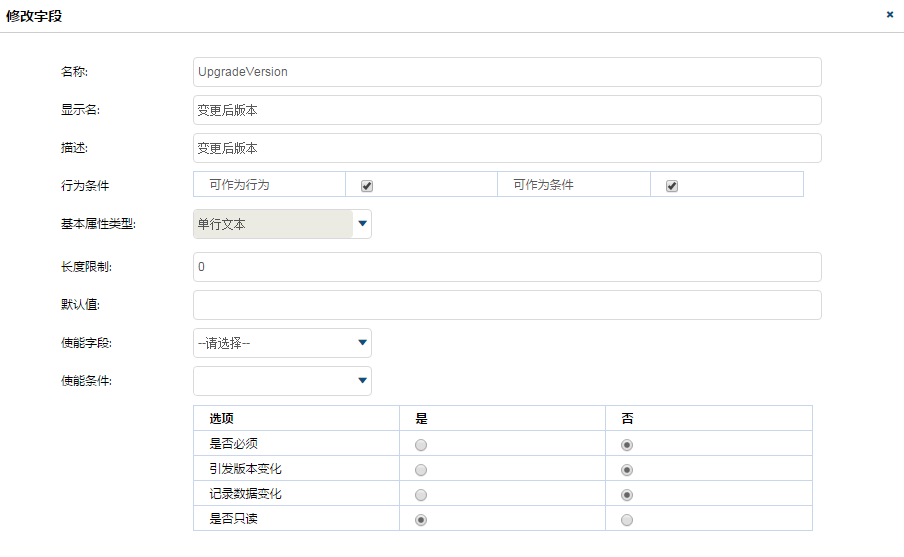 修改字段 ×
名称: UpgradeVersion
显示名: 变更后版本
描述: 变更后版本
行为条件 可作为行为 可作为条件
基本属性类型: 单行文本
长度限制: 0
默认值:
使能字段: --请选择--
使能条件:
选项 是 否
是否必须
引发版本变化
记录数据变化
是否只读